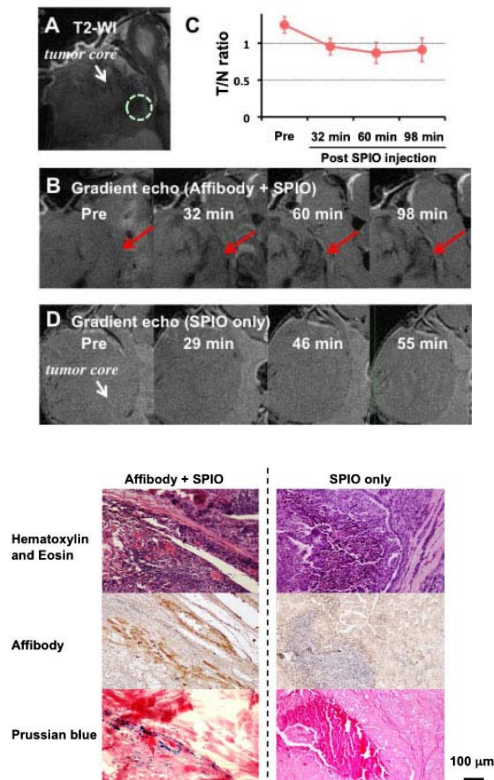 A T2-WI
tumor core
C
T/N ratio
1
0.5
0
Pre 32 min 60 min 98 min
Post SPIO injection
B Gradient echo (Affibody + SPIO)
Pre 32 min 60 min 98 min
D Gradient echo (SPIO only)
Pre 29 min 46 min 55 min
tumor core
Affibody + SPIO SPIO only
Hematoxylin
and Eosin
Affibody
Prussian blue
100 μm